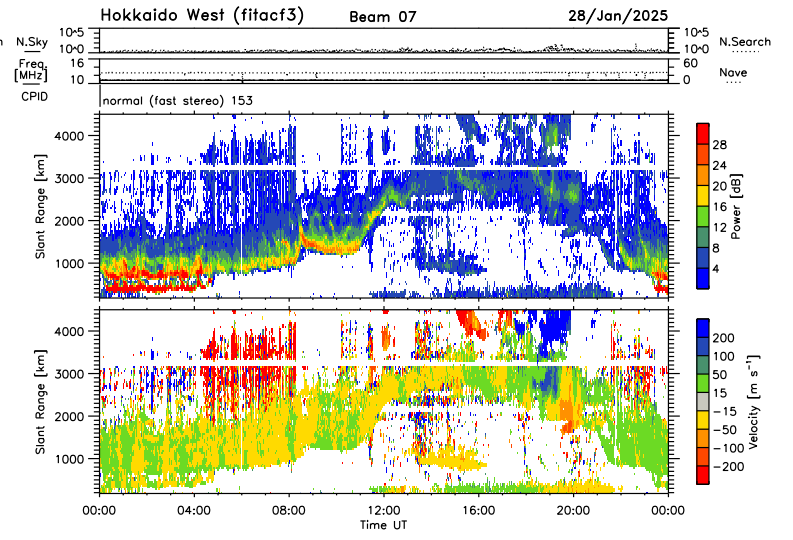 Hokkaido West (fitacf3) Beam 07 28/Jan/2025
n N.Sky 10^5 10^0 10^5 10^0 N.Search
Freq. [MHz] 16 10 60 0 Nave
CPID normal (fast stereo) 153
Slant Range [km] 4000 3000 2000 1000
28 24 20 16 12 8 4 Power [dB]
Slant Range [km] 4000 3000 2000 1000
200 100 50 15 -15 -50 -100 -200 Velocity [m s⁻¹]
00:00 04:00 08:00 12:00 16:00 20:00 00:00
Time UT